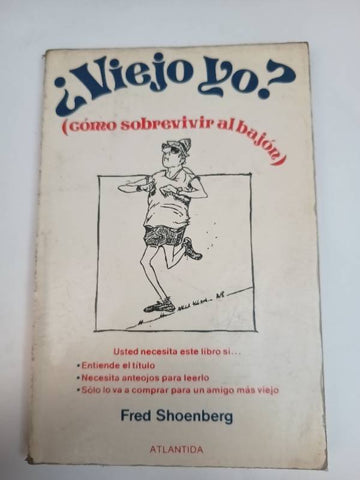 ¿Viejo yo?
(cómo sobrevivir al bajón)
Usted necesita este libro si...
• Entiende el título
• Necesita anteojos para leerlo
• Sólo lo va a comprar para un amigo más viejo
Fred Shoenberg
ATLANTIDA